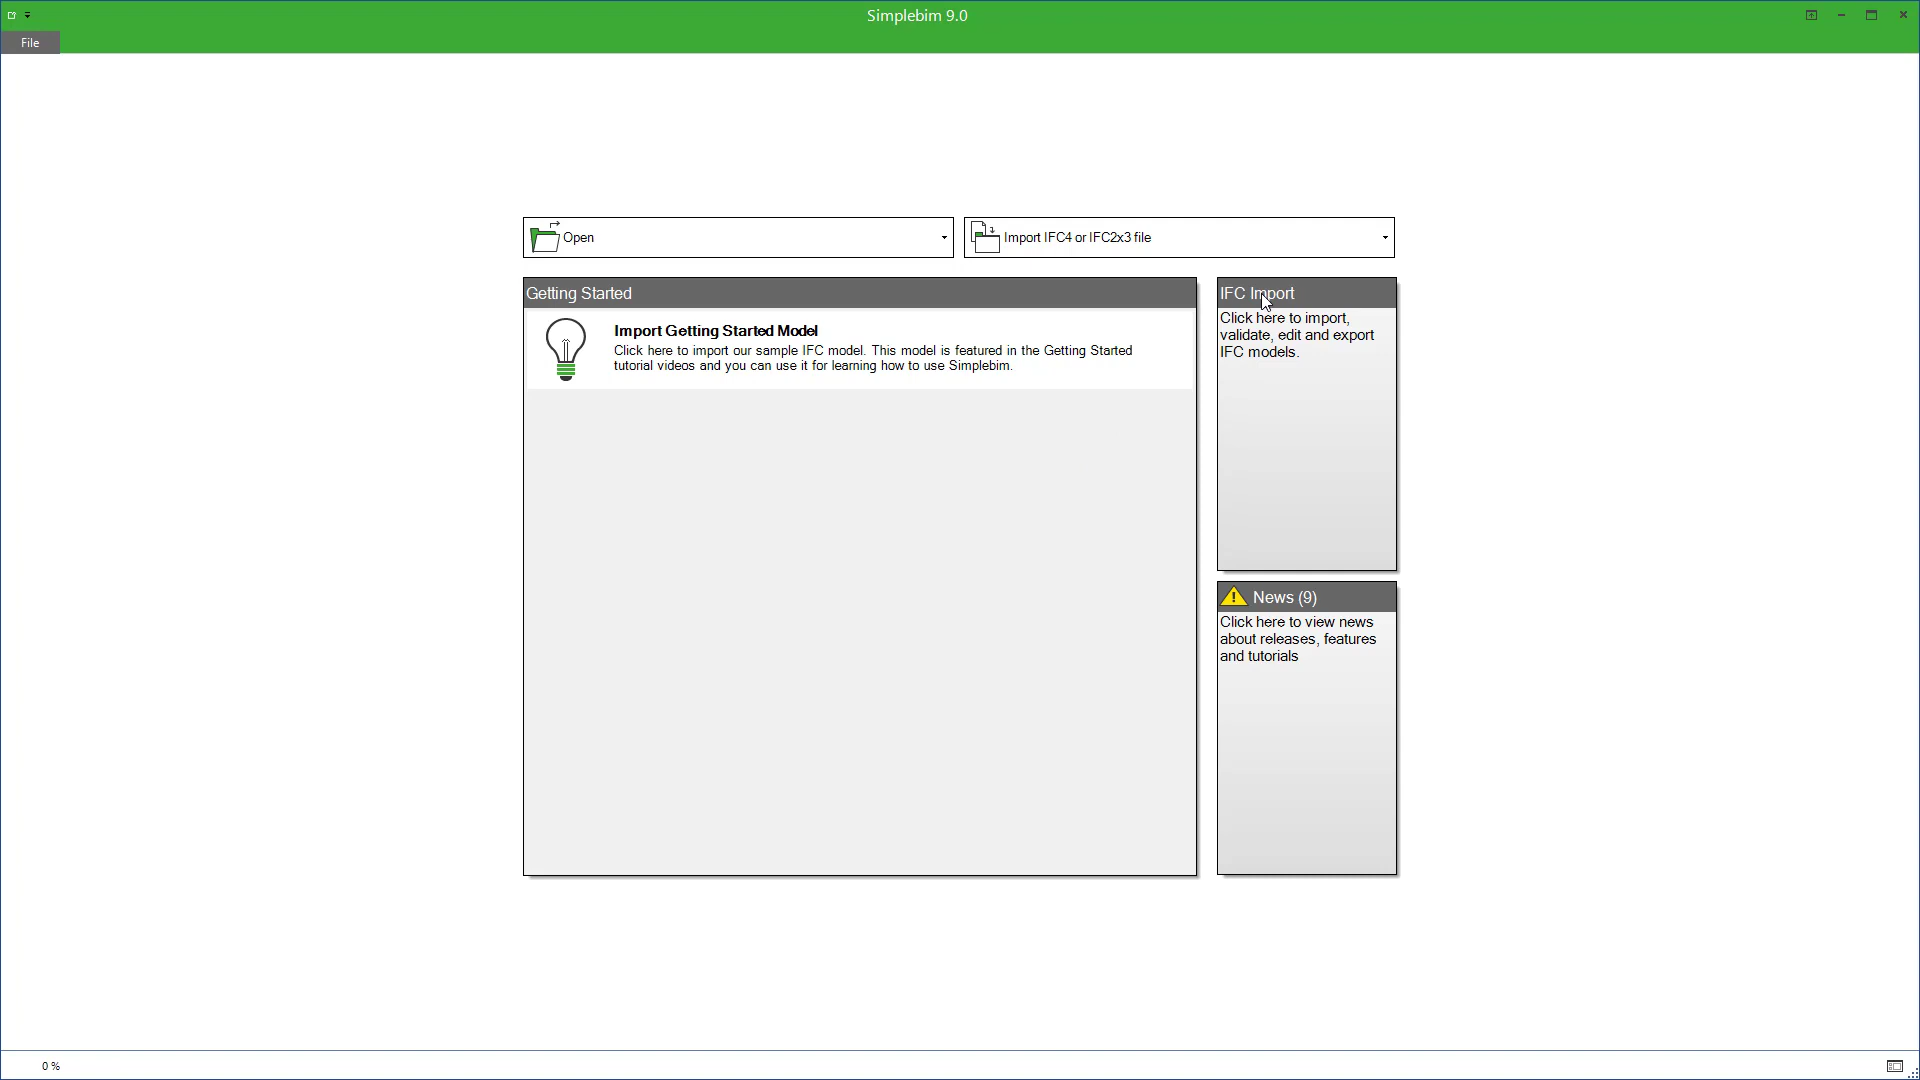 Simplebim 9.0
File
Open
Import IFC4 or IFC2x3 file
Getting Started
Import Getting Started Model
Click here to import our sample IFC model. This model is featured in the Getting Started
tutorial videos and you can use it for learning how to use Simplebim.
IFC Import
Click here to import,
validate, edit and export
IFC models.
News (9)
Click here to view news
about releases, features
and tutorials
0 %